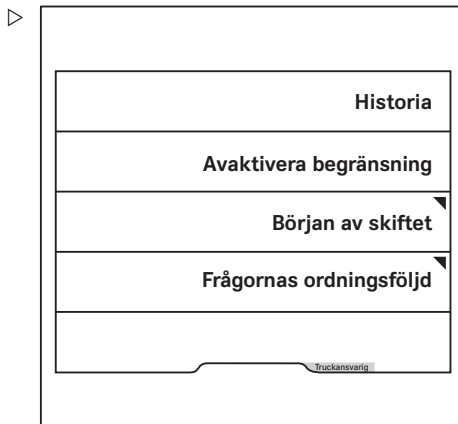 Historia
Avaktivera begränsning
Början av skiftet
Frågornas ordningsföljd
Truckansvarig